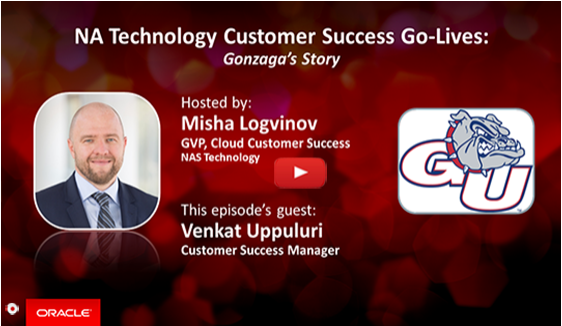 NA Technology Customer Success Go-Lives:
Gonzaga's Story
Hosted by:
Misha Logvinov
GVP, Cloud Customer Success
NAS Technology
This episode's guest:
Venkat Uppuluri
Customer Success Manager
GU
ORACLE